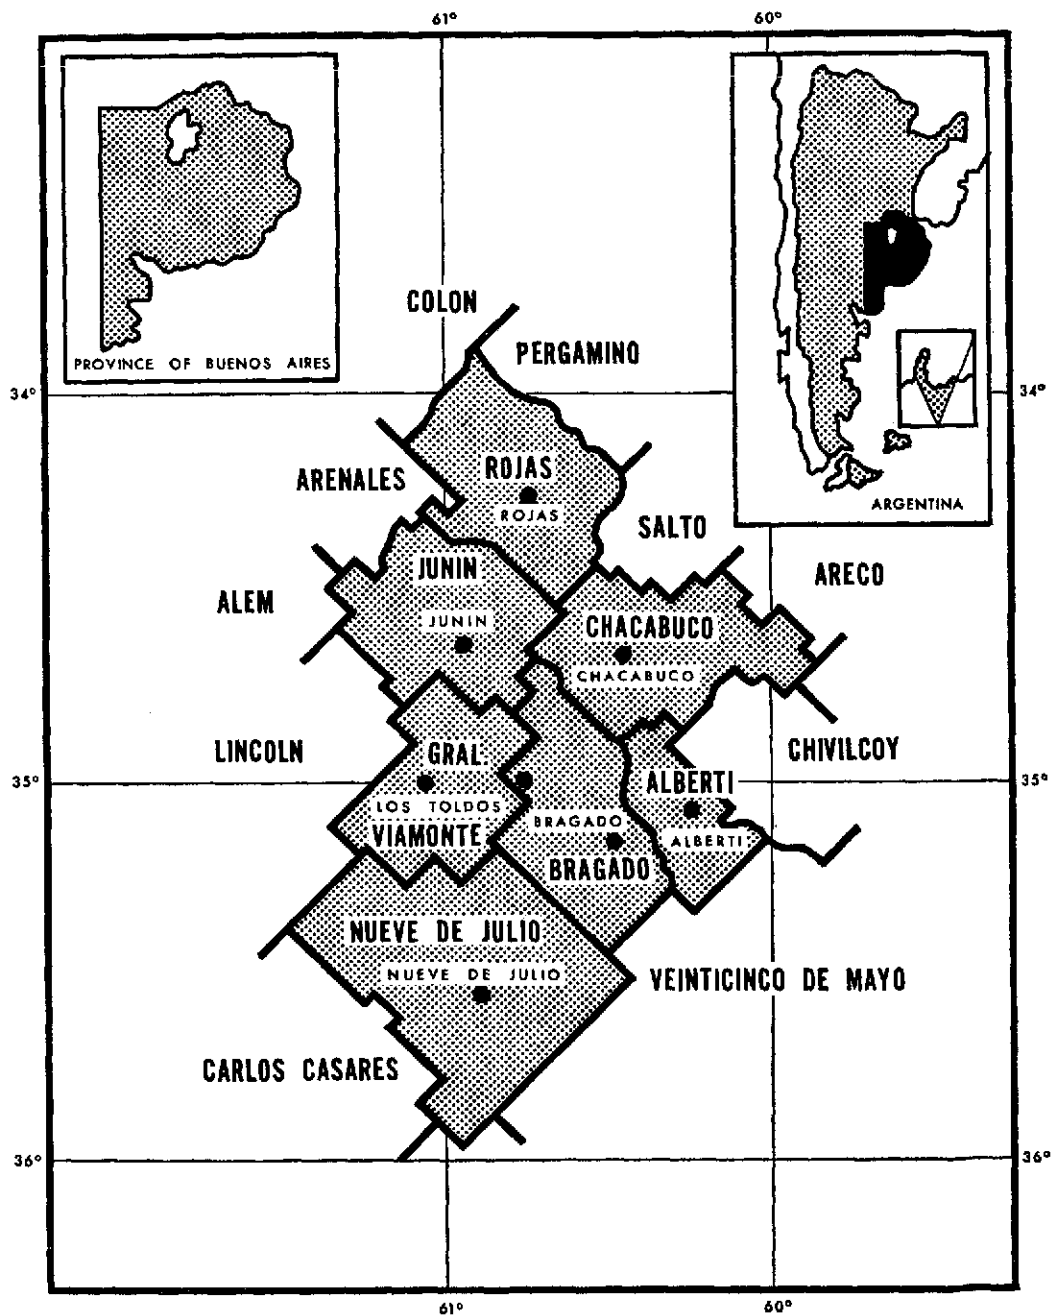 61°
60°
PROVINCE OF BUENOS AIRES
ARGENTINA
COLON
PERGAMINO
34°
34°
ARENALES
ROJAS
ROJAS
SALTO
ARECO
ALEM
JUNIN
JUNIN
CHACABUCO
CHACABUCO
LINCOLN
GRAL.
LOS TOLDOS
VIAMONTE
CHIVILCOY
35°
35°
ALBERTI
ALBERTI
BRAGADO
BRAGADO
NUEVE DE JULIO
NUEVE DE JULIO
VEINTICINCO DE MAYO
CARLOS CASARES
36°
36°
61°
60°